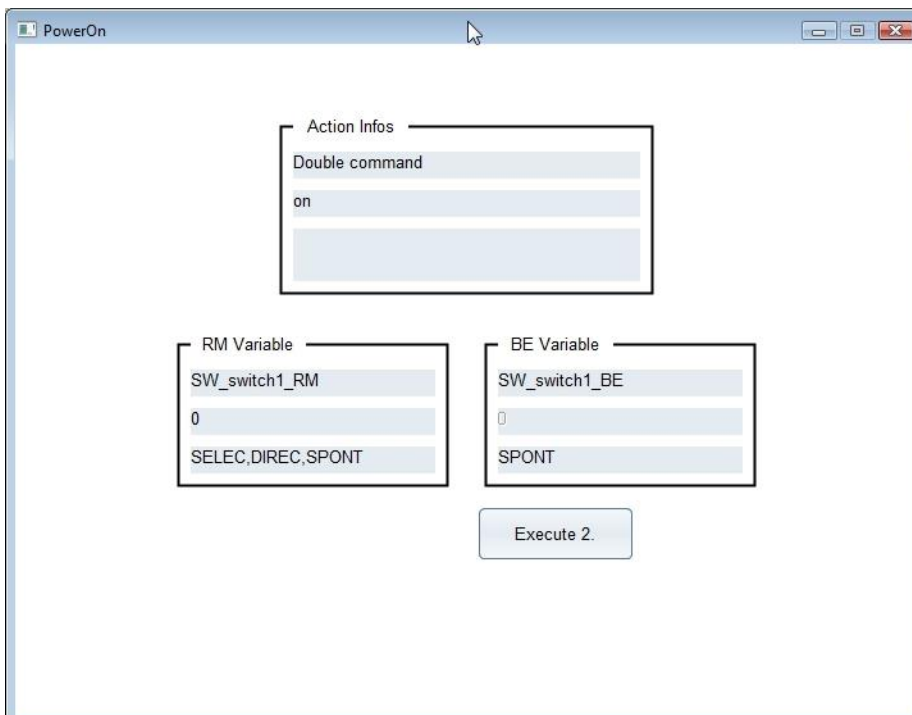 PowerOn
Action Infos
Double command
on
RM Variable
SW_switch1_RM
0
SELEC,DIREC,SPONT
BE Variable
SW_switch1_BE
0
SPONT
Execute 2.